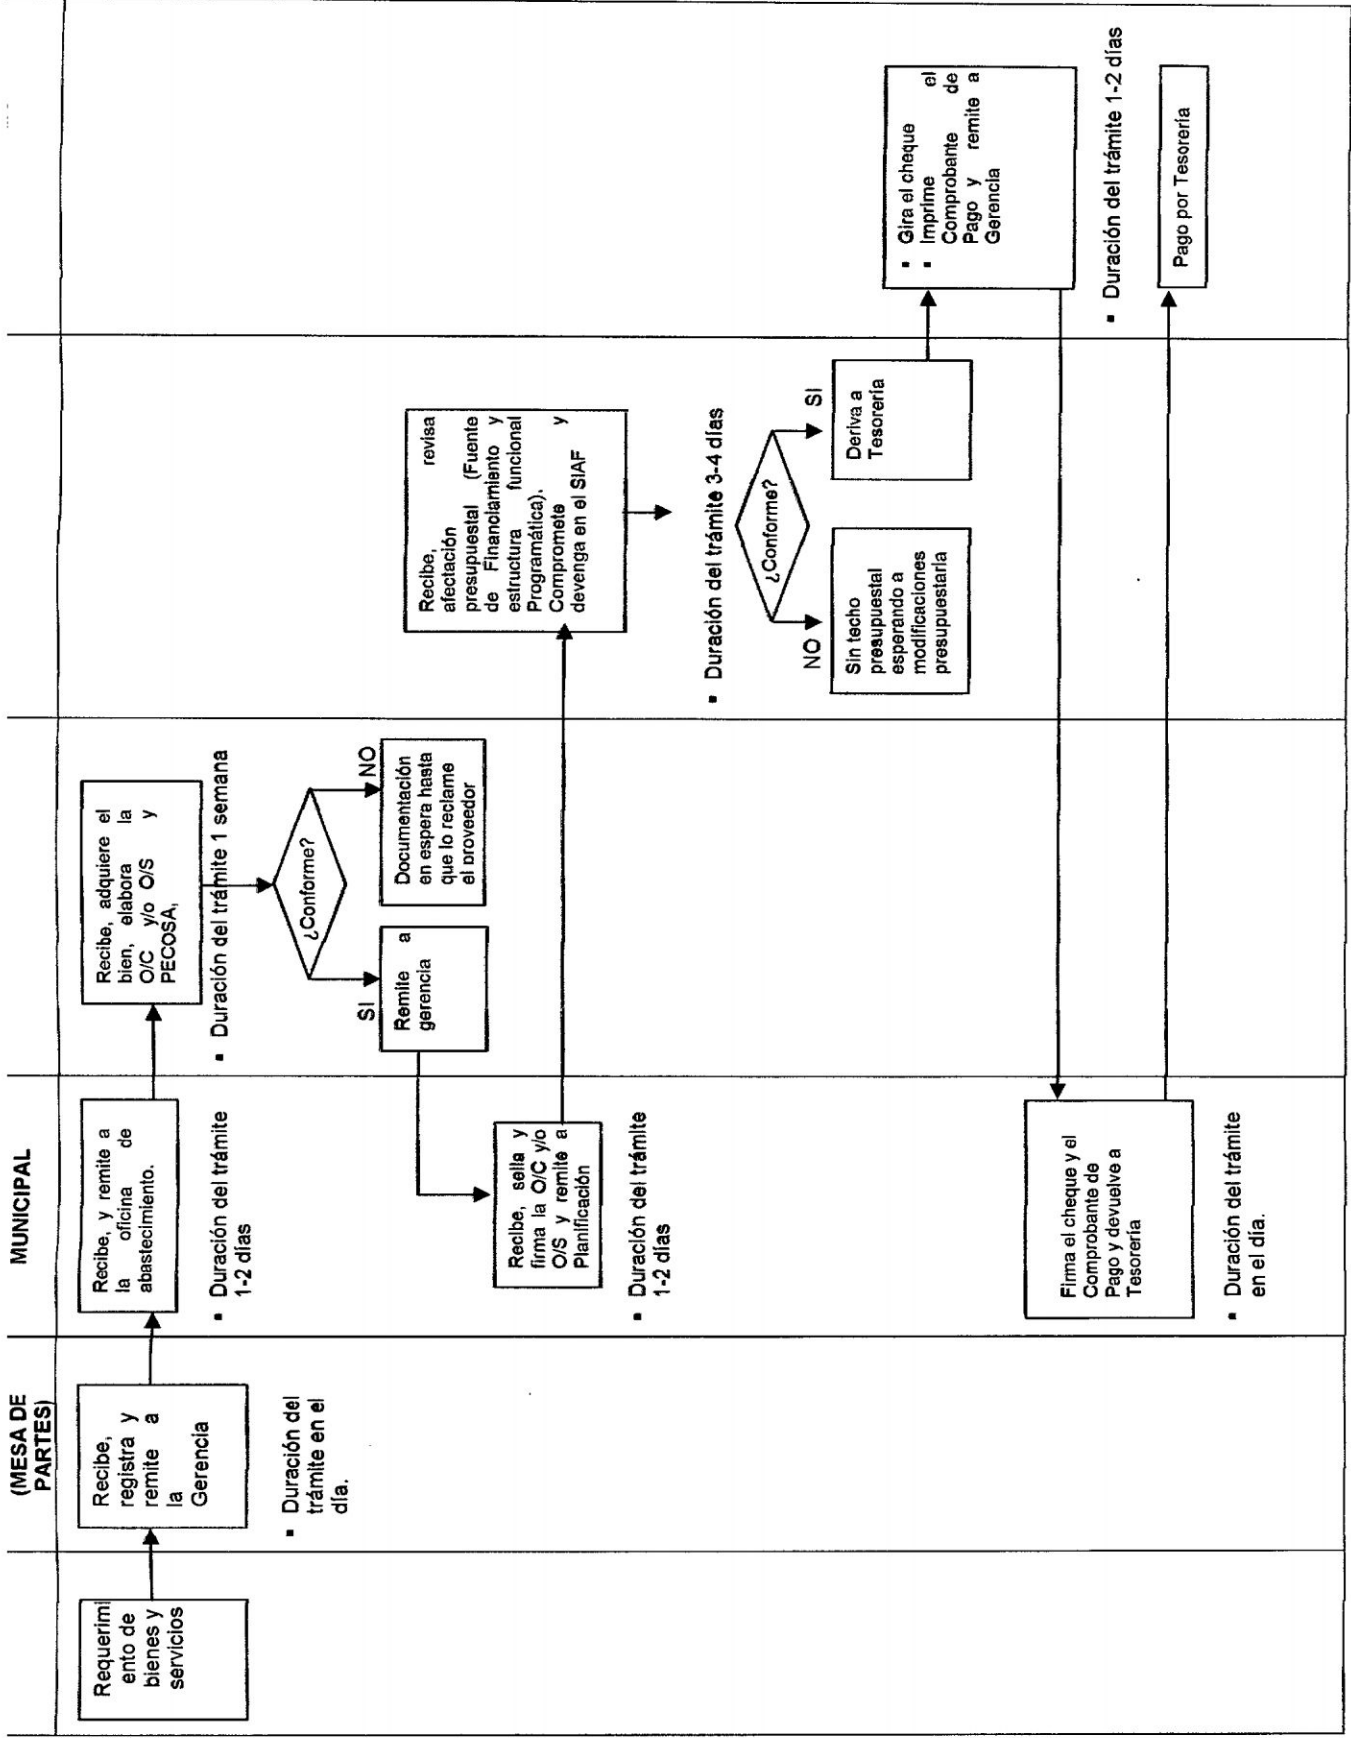 (MESA DE
PARTES)
MUNICIPAL
Requerimi
ento de
bienes y
servicios
Recibe,
registra y
remite a
la
Gerencia
▪ Duración del
trámite en el
día.
Recibe, y remite a
la oficina de
abastecimiento.
▪ Duración del trámite
1-2 días
Recibe, adquiere el
bien, elabora la
O/C y/o O/S y
PECOSA,
▪ Duración del trámite 1 semana
¿Conforme?
SI
NO
Remite a
gerencia
Documentación
en espera hasta
que lo reclame
el proveedor
Recibe, sella y
firma la O/C y/o
O/S y remite a
Planificación
▪ Duración del trámite
1-2 días
Recibe, revisa
afectación
presupuestal (Fuente
de Financiamiento y
estructura funcional
Programática).
Compromete y
devenga en el SIAF
▪ Duración del trámite 3-4 días
¿Conforme?
NO
SI
Sin techo
presupuestal
esperando a
modificaciones
presupuestaria
Deriva a
Tesorería
▪ Gira el cheque
▪ Imprime el
Comprobante de
Pago y remite a
Gerencia
▪ Duración del trámite 1-2 días
Firma el cheque y el
Comprobante de
Pago y devuelve a
Tesorería
▪ Duración del trámite
en el día.
Pago por Tesorería